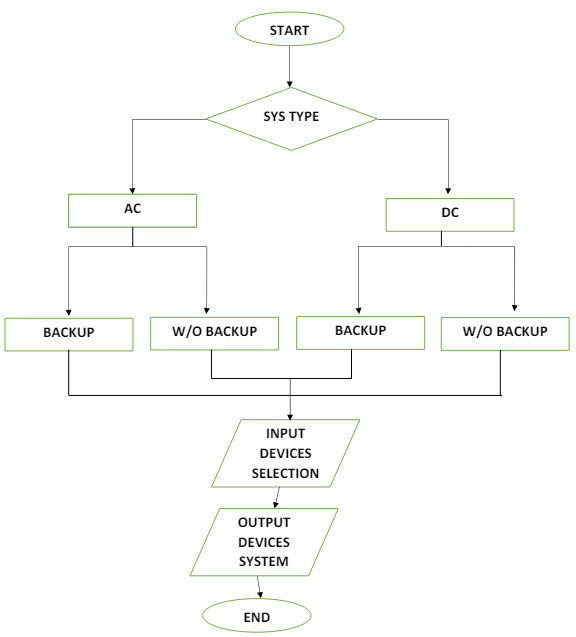 START
SYS TYPE
AC
DC
BACKUP
W/O BACKUP
BACKUP
W/O BACKUP
INPUT
DEVICES
SELECTION
OUTPUT
DEVICES
SYSTEM
END